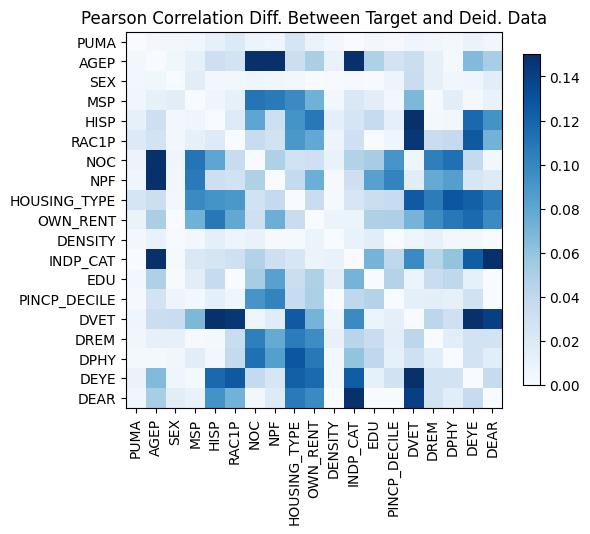 Pearson Correlation Diff. Between Target and Deid. Data
PUMA
AGEP
SEX
MSP
HISP
RAC1P
NOC
NPF
HOUSING_TYPE
OWN_RENT
DENSITY
INDP_CAT
EDU
PINCP_DECILE
DVET
DREM
DPHY
DEYE
DEAR
PUMA
AGEP
SEX
MSP
HISP
RAC1P
NOC
NPF
HOUSING_TYPE
OWN_RENT
DENSITY
INDP_CAT
EDU
PINCP_DECILE
DVET
DREM
DPHY
DEYE
DEAR
0.14
0.12
0.10
0.08
0.06
0.04
0.02
0.00